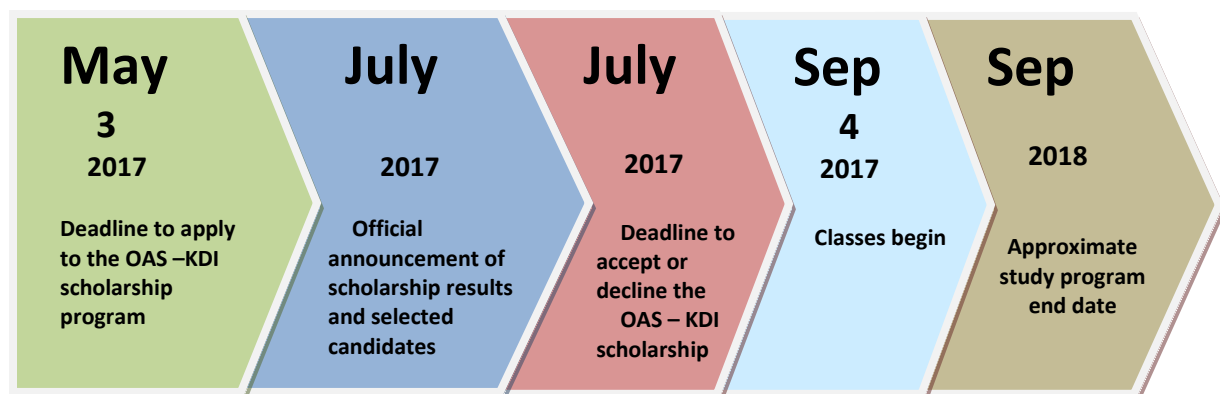 May
3
2017
Deadline to apply
to the OAS –KDI
scholarship
program
July
2017
Official
announcement of
scholarship results
and selected
candidates
July
2017
Deadline to
accept or
decline the
OAS – KDI
scholarship
Sep
4
2017
Classes begin
Sep
2018
Approximate
study program
end date